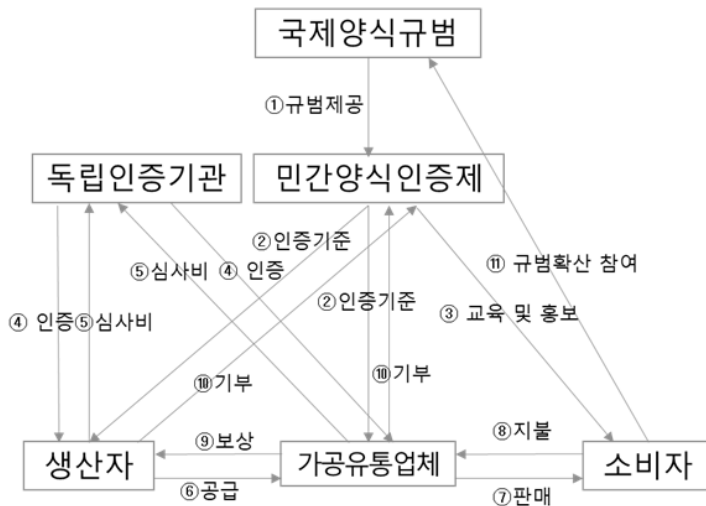 국제양식규범
①규범제공
독립인증기관
민간양식인증제
②인증기준
⑤심사비
④ 인증
⑪ 규범확산 참여
②인증기준
③ 교육 및 홍보
④ 인증
⑤심사비
⑩기부
⑩기부
⑨보상
⑧지불
생산자
가공유통업체
소비자
⑥공급
⑦판매